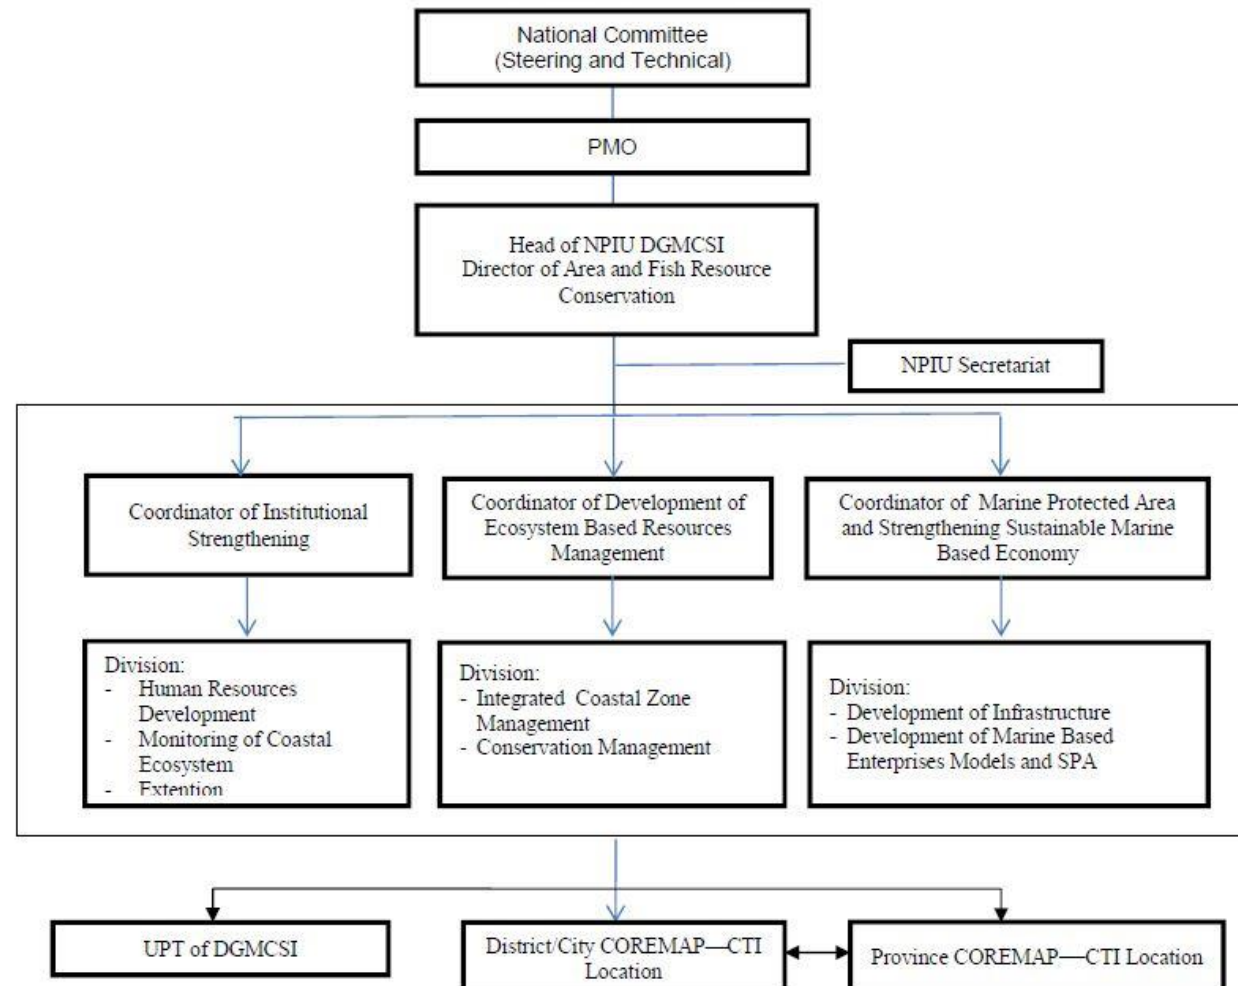 National Committee
(Steering and Technical)
PMO
Head of NPIU DGMCSI
Director of Area and Fish Resource
Conservation
NPIU Secretariat
Coordinator of Institutional
Strengthening
Coordinator of Development of
Ecosystem Based Resources
Management
Coordinator of Marine Protected Area
and Strengthening Sustainable Marine
Based Economy
Division:
- Human Resources
Development
- Monitoring of Coastal
Ecosystem
- Extention
Division:
- Integrated Coastal Zone
Management
- Conservation Management
Division:
- Development of Infrastructure
- Development of Marine Based
Enterprises Models and SPA
UPT of DGMCSI
District/City COREMAP—CTI
Location
Province COREMAP—CTI Location